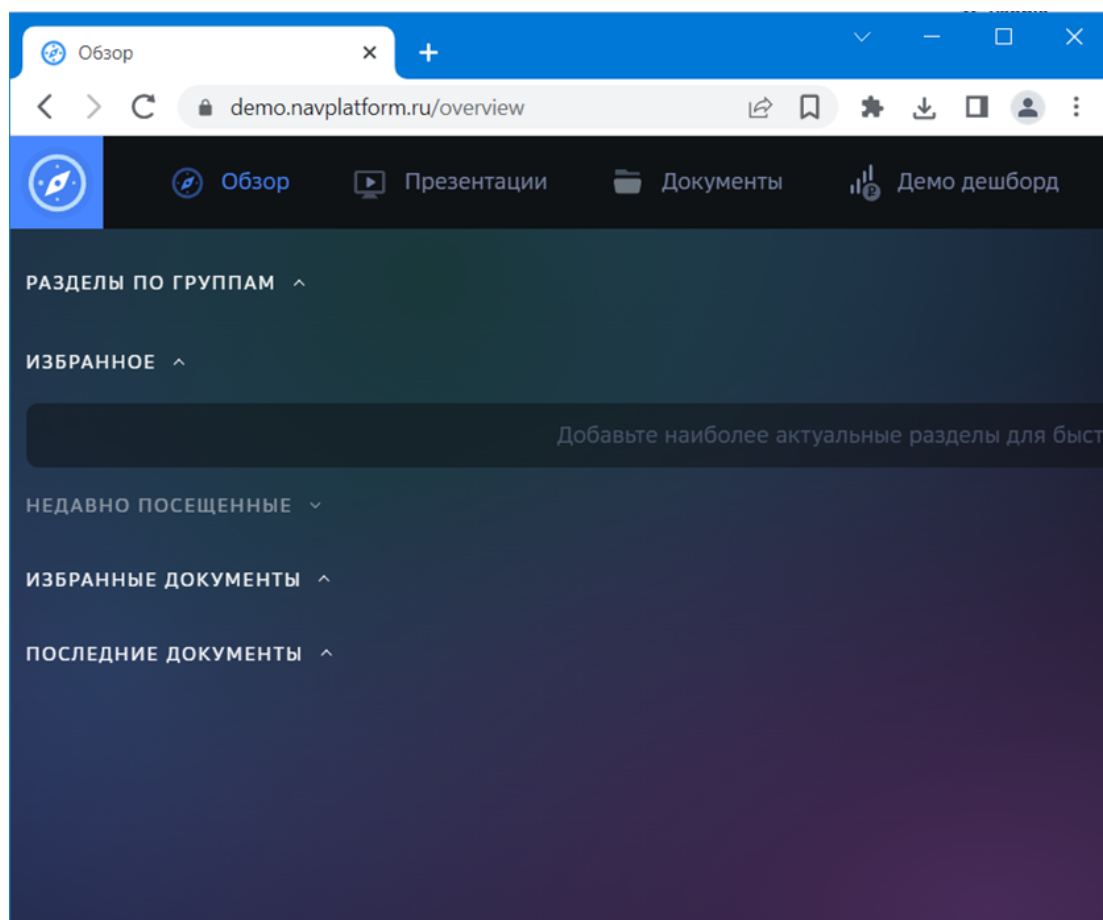 Обзор
demo.navplatform.ru/overview
Обзор Презентации Документы Демо дешборд
РАЗДЕЛЫ ПО ГРУППАМ
ИЗБРАННОЕ
Добавьте наиболее актуальные разделы для быст
НЕДАВНО ПОСЕЩЕННЫЕ
ИЗБРАННЫЕ ДОКУМЕНТЫ
ПОСЛЕДНИЕ ДОКУМЕНТЫ